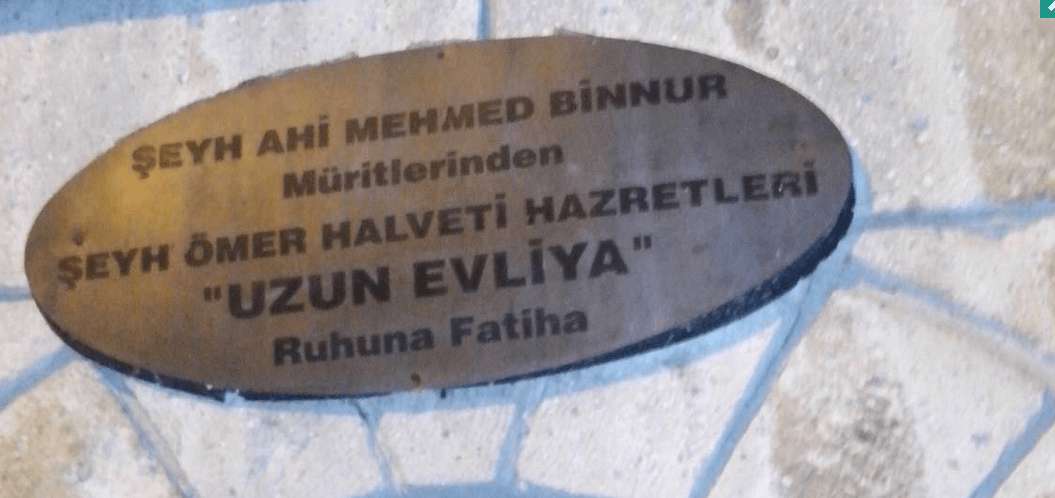 ŞEYH AHİ MEHMED BİNNUR
Müritlerinden
ŞEYH ÖMER HALVETİ HAZRETLERİ
"UZUN EVLİYA"
Ruhuna Fatiha